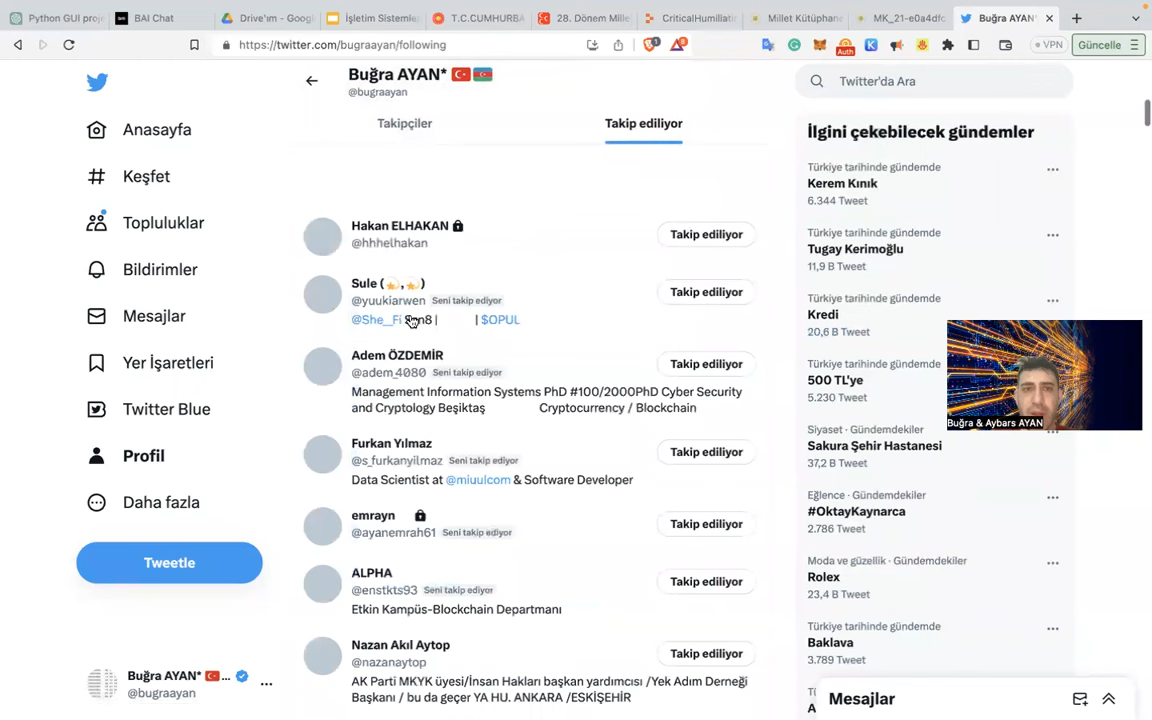 Python GUI proje
BAI Chat
Drive'ım - Googl
İşletim Sistemler
T.C.CUMHURBA
28. Dönem Mille
CriticalHumiliatin
Millet Kütüphane
MK_21-e0a4dfc
Buğra AYAN*
https://twitter.com/bugraayan/following
Auth
VPN
Güncelle
Buğra AYAN*
@bugraayan
Takipçiler
Takip ediliyor
Anasayfa
Keşfet
Topluluklar
Bildirimler
Mesajlar
Yer İşaretleri
Twitter Blue
Profil
Daha fazla
Tweetle
Buğra AYAN* ...
@bugraayan
Hakan ELHAKAN
@hhhelhakan
Takip ediliyor
Sule ( , )
@yuukiarwen Seni takip ediyor
@She__Fi | | $OPUL
Takip ediliyor
Adem ÖZDEMİR
@adem_4080 Seni takip ediyor
Management Information Systems PhD #100/2000PhD Cyber Security
and Cryptology Beşiktaş Cryptocurrency / Blockchain
Takip ediliyor
Furkan Yılmaz
@s_furkanyilmaz Seni takip ediyor
Data Scientist at @miuulcom & Software Developer
Takip ediliyor
emrayn
@ayanemrah61 Seni takip ediyor
Takip ediliyor
ALPHA
@enstkts93 Seni takip ediyor
Etkin Kampüs-Blockchain Departmanı
Takip ediliyor
Nazan Akıl Aytop
@nazanaytop
AK Parti MKYK üyesi/İnsan Hakları başkan yardımcısı /Yek Adım Derneği
Başkanı / bu da geçer YA HU. ANKARA /ESKİŞEHİR
Takip ediliyor
Twitter'da Ara
İlgini çekebilecek gündemler
Türkiye tarihinde gündemde
Kerem Kınık
6.344 Tweet
Türkiye tarihinde gündemde
Tugay Kerimoğlu
11,9 B Tweet
Türkiye tarihinde gündemde
Kredi
20,6 B Tweet
Türkiye tarihinde gündemde
500 TL'ye
5.230 Tweet
Siyaset · Gündemdekiler
Sakura Şehir Hastanesi
37,2 B Tweet
Eğlence · Gündemdekiler
#OktayKaynarca
2.786 Tweet
Moda ve güzellik · Gündemdekiler
Rolex
23,4 B Tweet
Türkiye tarihinde gündemde
Baklava
3.789 Tweet
Buğra & Aybars AYAN
Mesajlar